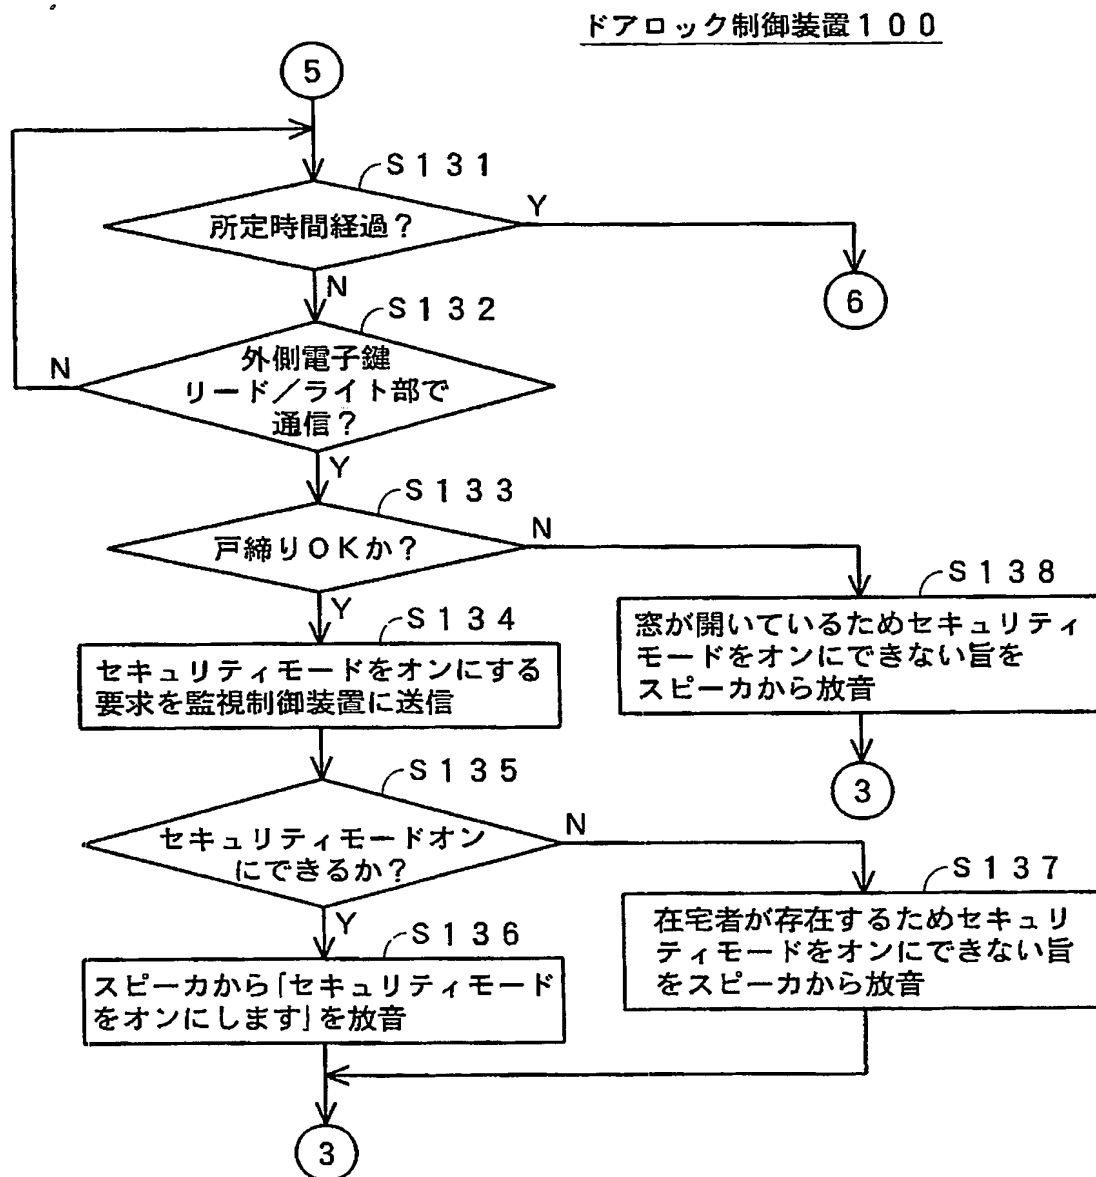 ドアロック制御装置１００
5
S131
所定時間経過？
Y
6
N
S132
外側電子鍵
リード／ライト部で
通信？
N
Y
S133
戸締りOKか？
N
Y
S138
窓が開いているためセキュリティ
モードをオンにできない旨を
スピーカから放音
3
S134
セキュリティモードをオンにする
要求を監視制御装置に送信
S135
セキュリティモードオン
にできるか？
N
Y
S137
在宅者が存在するためセキュリ
ティモードをオンにできない旨
をスピーカから放音
S136
スピーカから「セキュリティモード
をオンにします」を放音
3